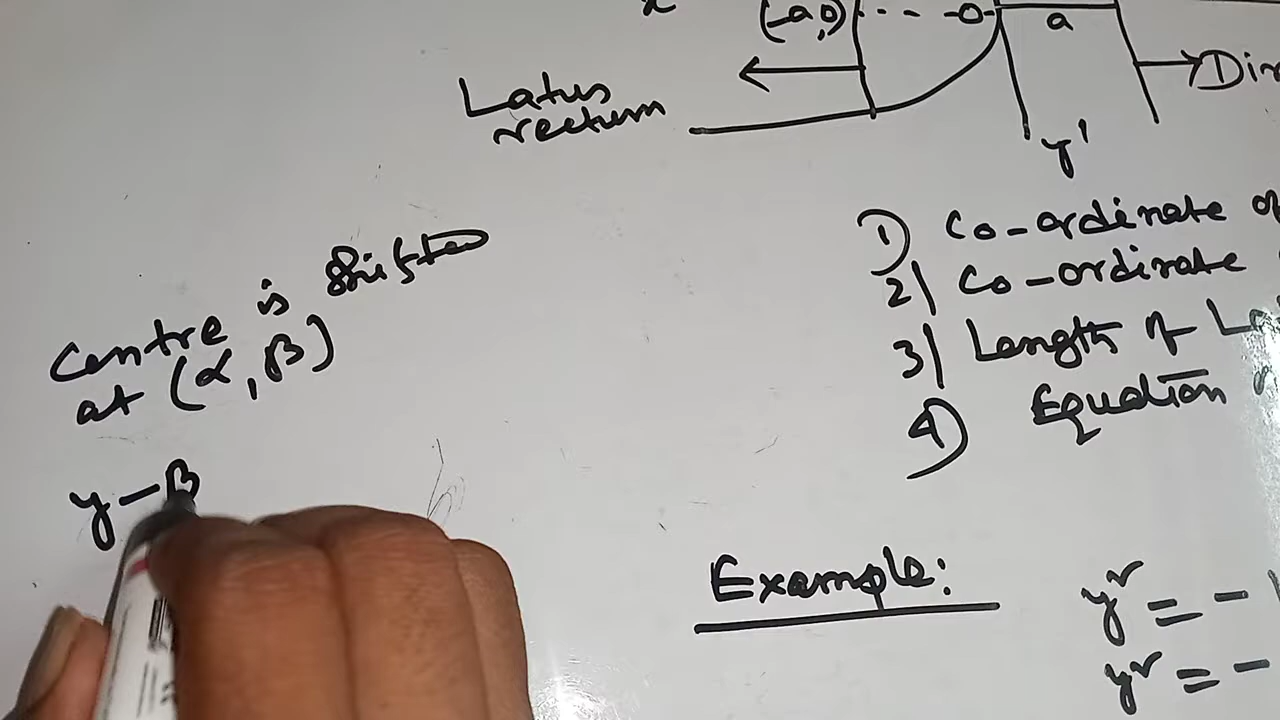 x
(-a,0) 0 a
Latus
rectum
y'
1) Co-ordinate
2) Co-ordinate
3) Length of
4) Equation
Centre is shifted
at (α, β)
y-β
Example:
y² = -
y² = -